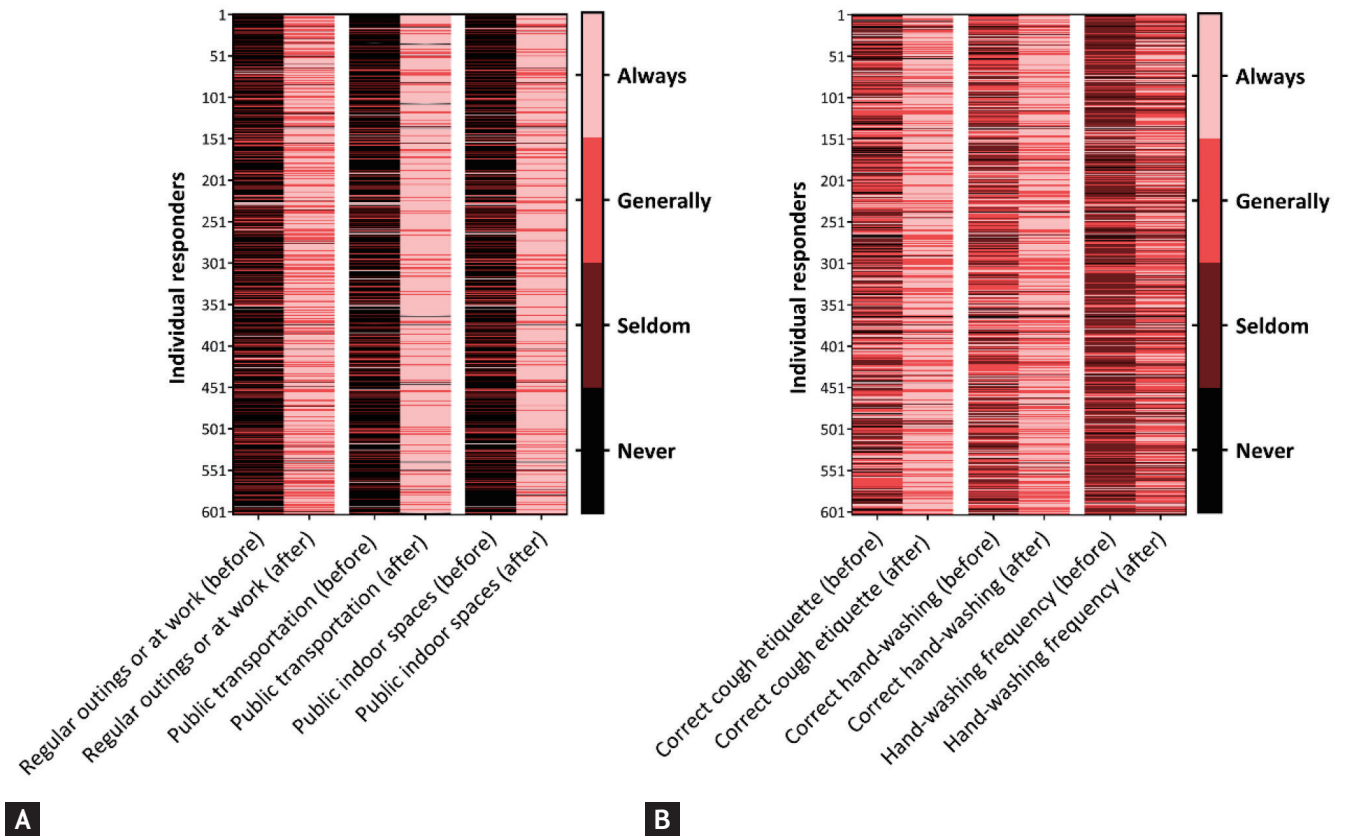 Individual responders
1
51
101
151
201
251
301
351
401
451
501
551
601
Always
Generally
Seldom
Never
Regular outings or at work (before)
Regular outings or at work (after)
Public transportation (before)
Public transportation (after)
Public indoor spaces (before)
Public indoor spaces (after)
A
Individual responders
1
51
101
151
201
251
301
351
401
451
501
551
601
Always
Generally
Seldom
Never
Correct cough etiquette (before)
Correct cough etiquette (after)
Correct hand-washing (before)
Correct hand-washing (after)
Hand-washing frequency (before)
Hand-washing frequency (after)
B